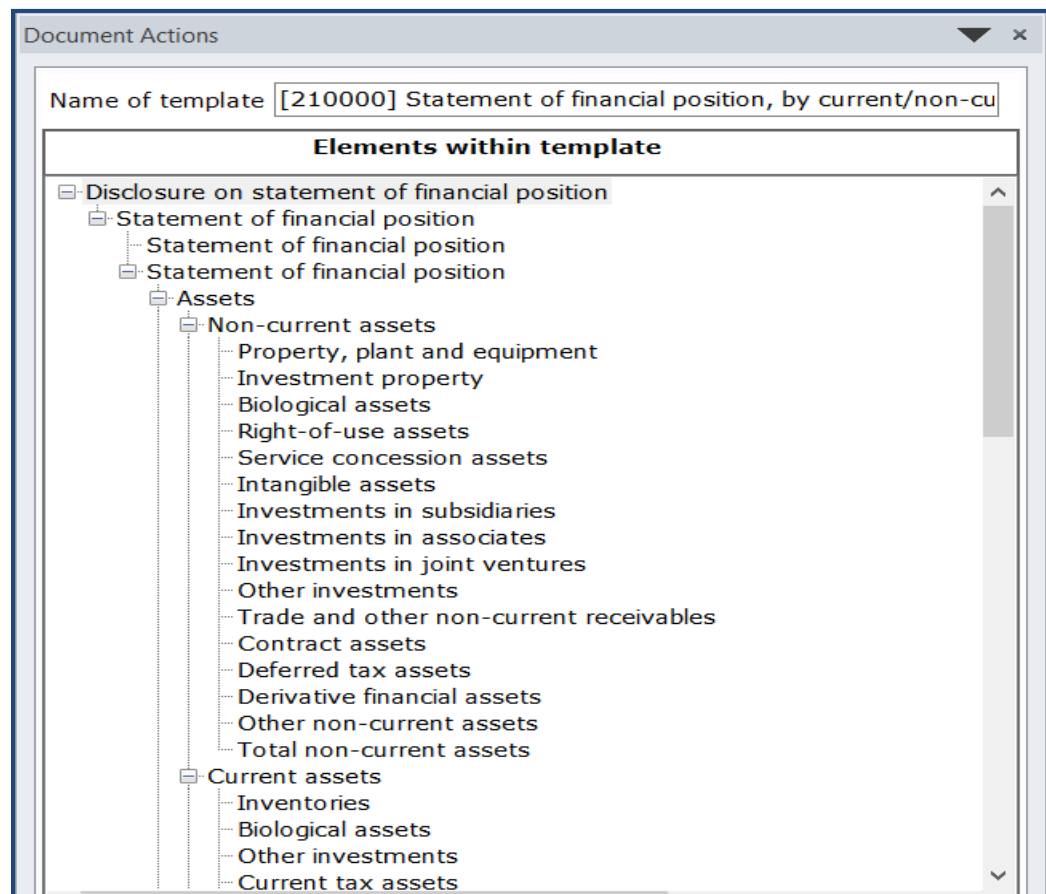 Document Actions
Name of template [210000] Statement of financial position, by current/non-cu
Elements within template
Disclosure on statement of financial position
Statement of financial position
Statement of financial position
Statement of financial position
Assets
Non-current assets
Property, plant and equipment
Investment property
Biological assets
Right-of-use assets
Service concession assets
Intangible assets
Investments in subsidiaries
Investments in associates
Investments in joint ventures
Other investments
Trade and other non-current receivables
Contract assets
Deferred tax assets
Derivative financial assets
Other non-current assets
Total non-current assets
Current assets
Inventories
Biological assets
Other investments
Current tax assets